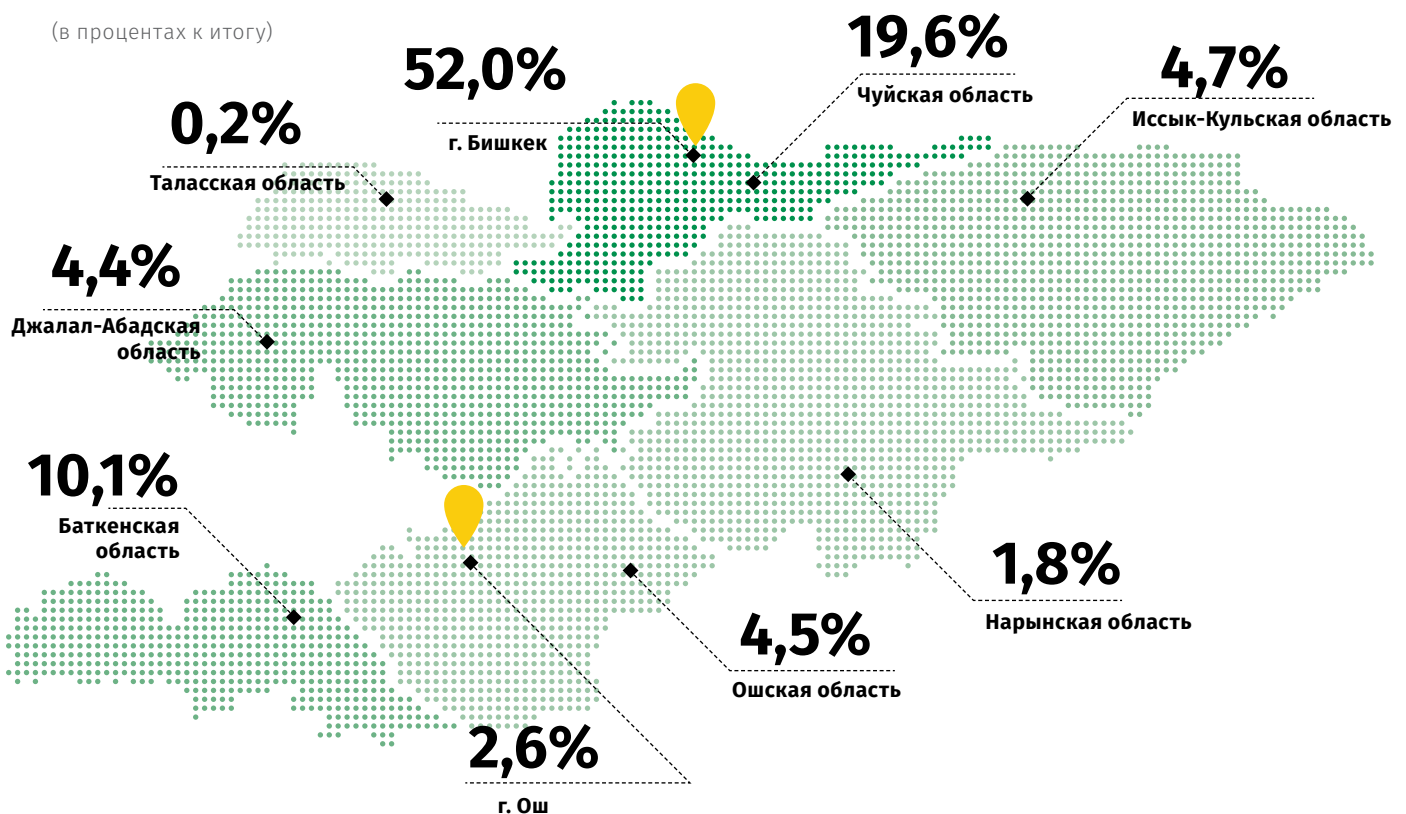 (в процентах к итогу)
52,0%
г. Бишкек
19,6%
Чуйская область
4,7%
Иссык-Кульская область
0,2%
Таласская область
4,4%
Джалал-Абадская
область
10,1%
Баткенская
область
1,8%
Нарынская область
4,5%
Ошская область
2,6%
г. Ош